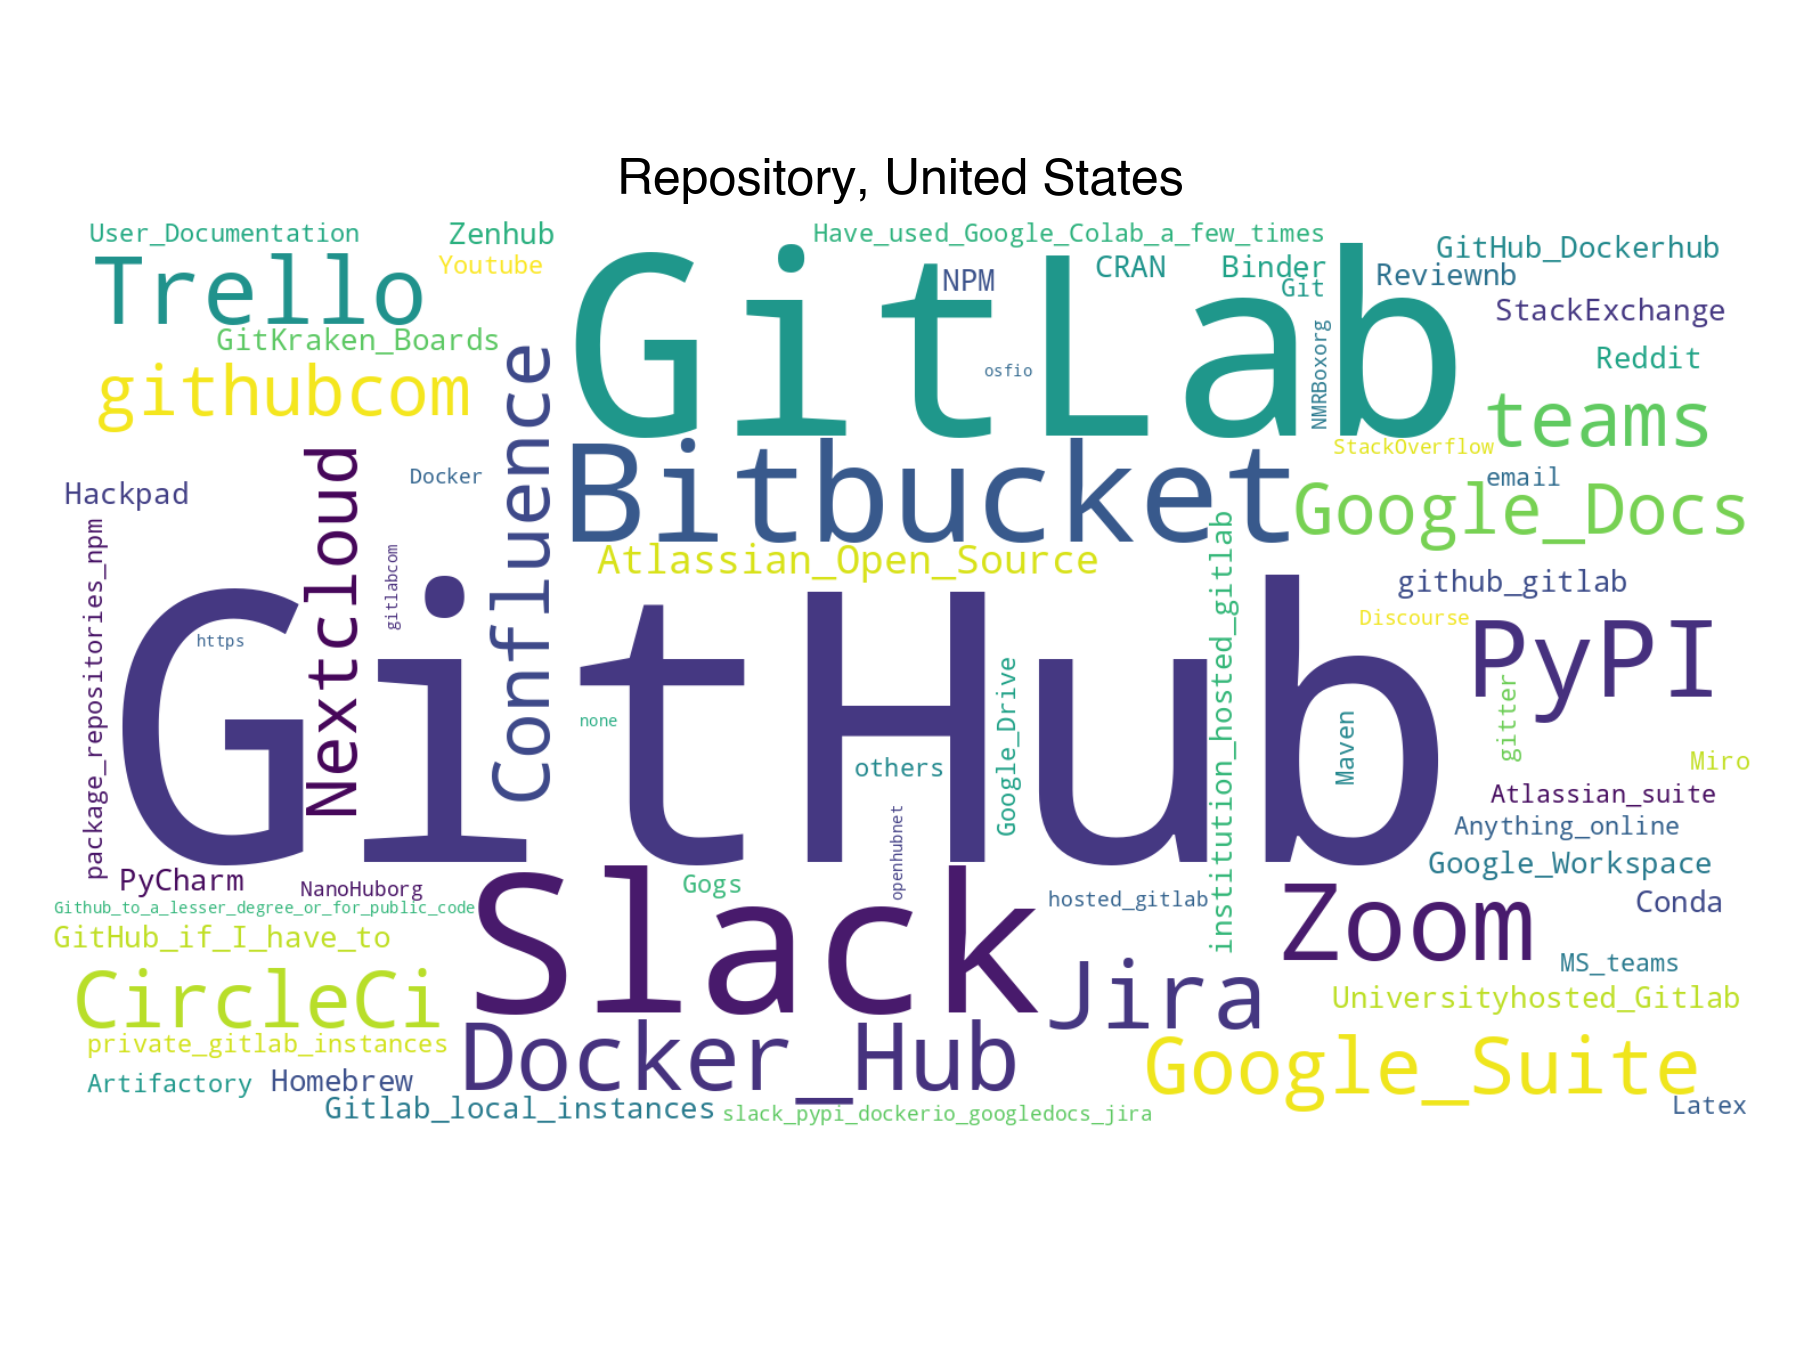 Repository, United States
User_Documentation
Zenhub
Have_used_Google_Colab_a_few_times
GitHub_Dockerhub
Trello
Youtube
GitLab
NPM
CRAN
Binder
Git
Reviewnb
StackExchange
GitKraken_Boards
osfio
NMRBoxorg
Reddit
githubcom
Confluence
teams
StackOverflow
Nextcloud
Docker
Bitbucket
email
Hackpad
Google_Docs
package_repositories_npm
gitlabcom
Atlassian_Open_Source
institution_hosted_gitlab
github_gitlab
https
GitHub
Discourse
PyPI
none
Google_Drive
Maven
gitter
others
Miro
Atlassian_suite
openhubnet
Anything_online
Google_Workspace
PyCharm
NanoHuborg
Gogs
hosted_gitlab
Conda
Github_to_a_lesser_degree_or_for_public_code
Slack
Zoom
GitHub_if_I_have_to
MS_teams
CircleCi
Jira
Universityhosted_Gitlab
private_gitlab_instances
Docker_Hub
Google_Suite
Artifactory
Homebrew
Gitlab_local_instances
slack_pypi_dockerio_googledocs_jira
Latex